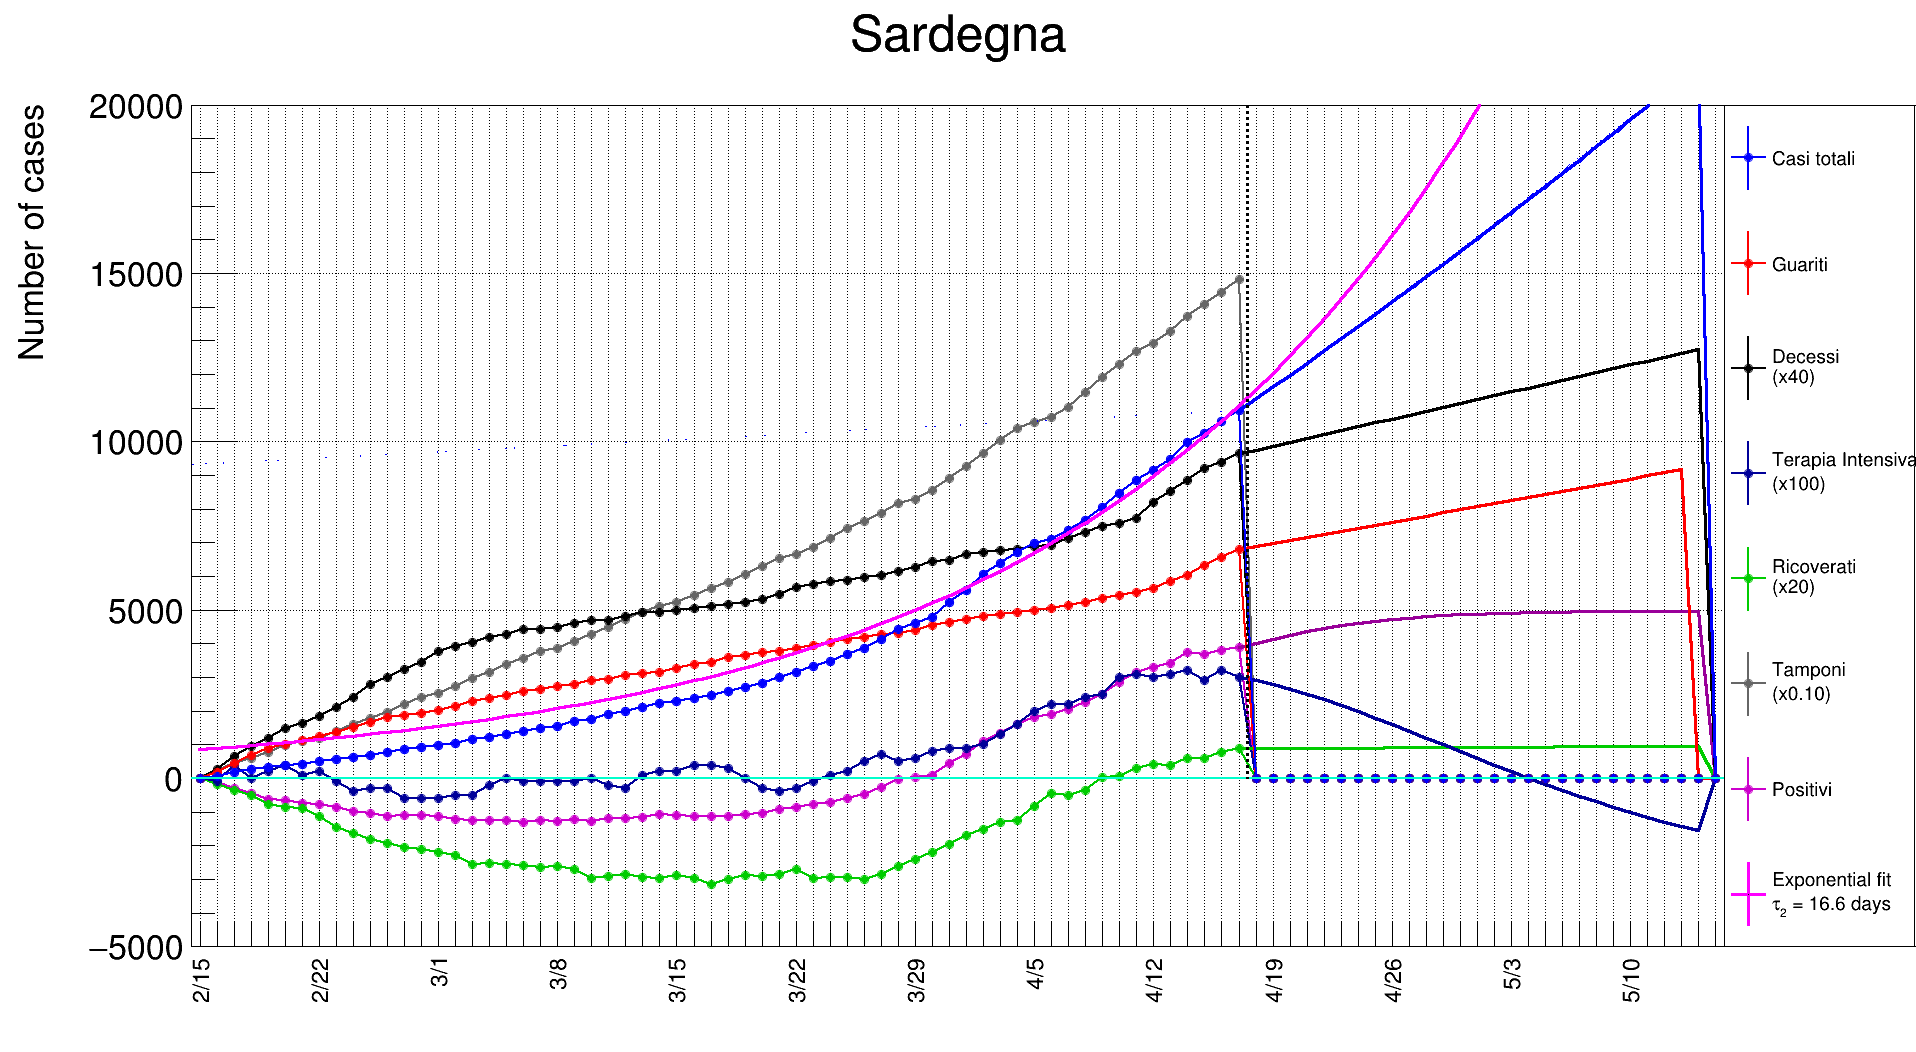 Sardegna
Number of cases
20000
15000
10000
5000
0
−5000
2/15
2/22
3/1
3/8
3/15
3/22
3/29
4/5
4/12
4/19
4/26
5/3
5/10
Casi totali
Guariti
Decessi
(x40)
Terapia Intensiva
(x100)
Ricoverati
(x20)
Tamponi
(x0.10)
Positivi
Exponential fit
τ2 = 16.6 days